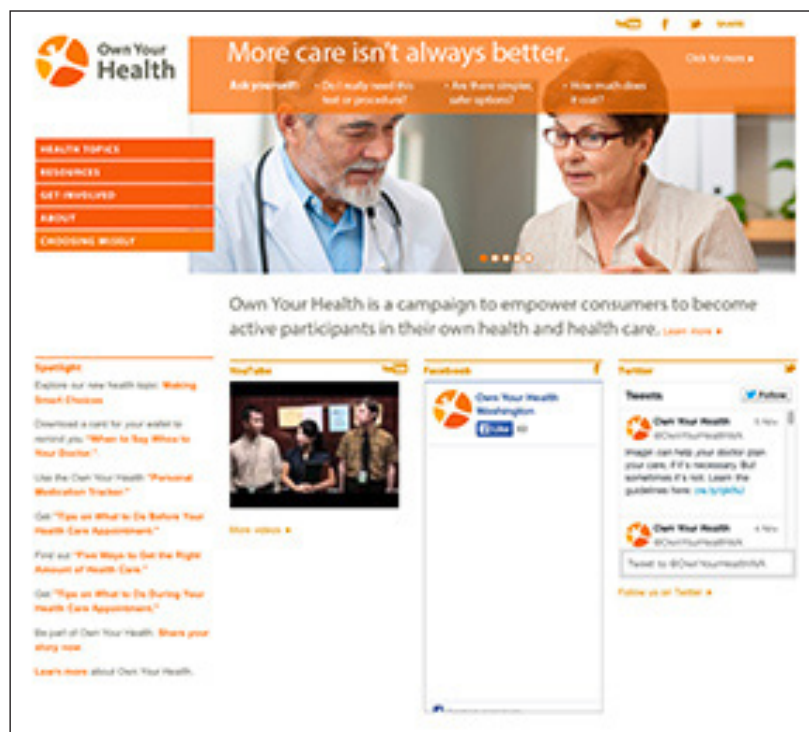 SHARE
Own Your
Health
More care isn't always better.
Click for more
Ask yourself:
• Do I really need this
test or procedure?
• Are there simpler,
safer options?
• How much does
it cost?
HEALTH TOPICS
RESOURCES
GET INVOLVED
ABOUT
CHOOSING WISELY
Own Your Health is a campaign to empower consumers to become
active participants in their own health and health care. Learn more
Spotlight
Explore our new health topic: Making
Smart Choices
Download a card for your wallet to
remind you "When to Say Whoa to
Your Doctor.".
Use the Own Your Health "Personal
Medication Tracker."
Get "Tips on What to Do Before Your
Health Care Appointment."
Find out "Five Ways to Get the Right
Amount of Health Care."
Get "Tips on What to Do During Your
Health Care Appointment."
Be part of Own Your Health. Share your
story now.
Learn more about Own Your Health.
YouTube
More videos
Facebook
Own Your Health
Washington
Like
Twitter
Tweets
Follow
Own Your Health
5 Nov
@OwnYourHealthWA
Imagin can help your doctor plan
your care, if it's necessary. But
sometimes it's not. Learn the
guidelines here:
Own Your Health
4 Nov
@OwnYourHealthWA
Tweet to @OwnYourHealthWA
Follow us on Twitter